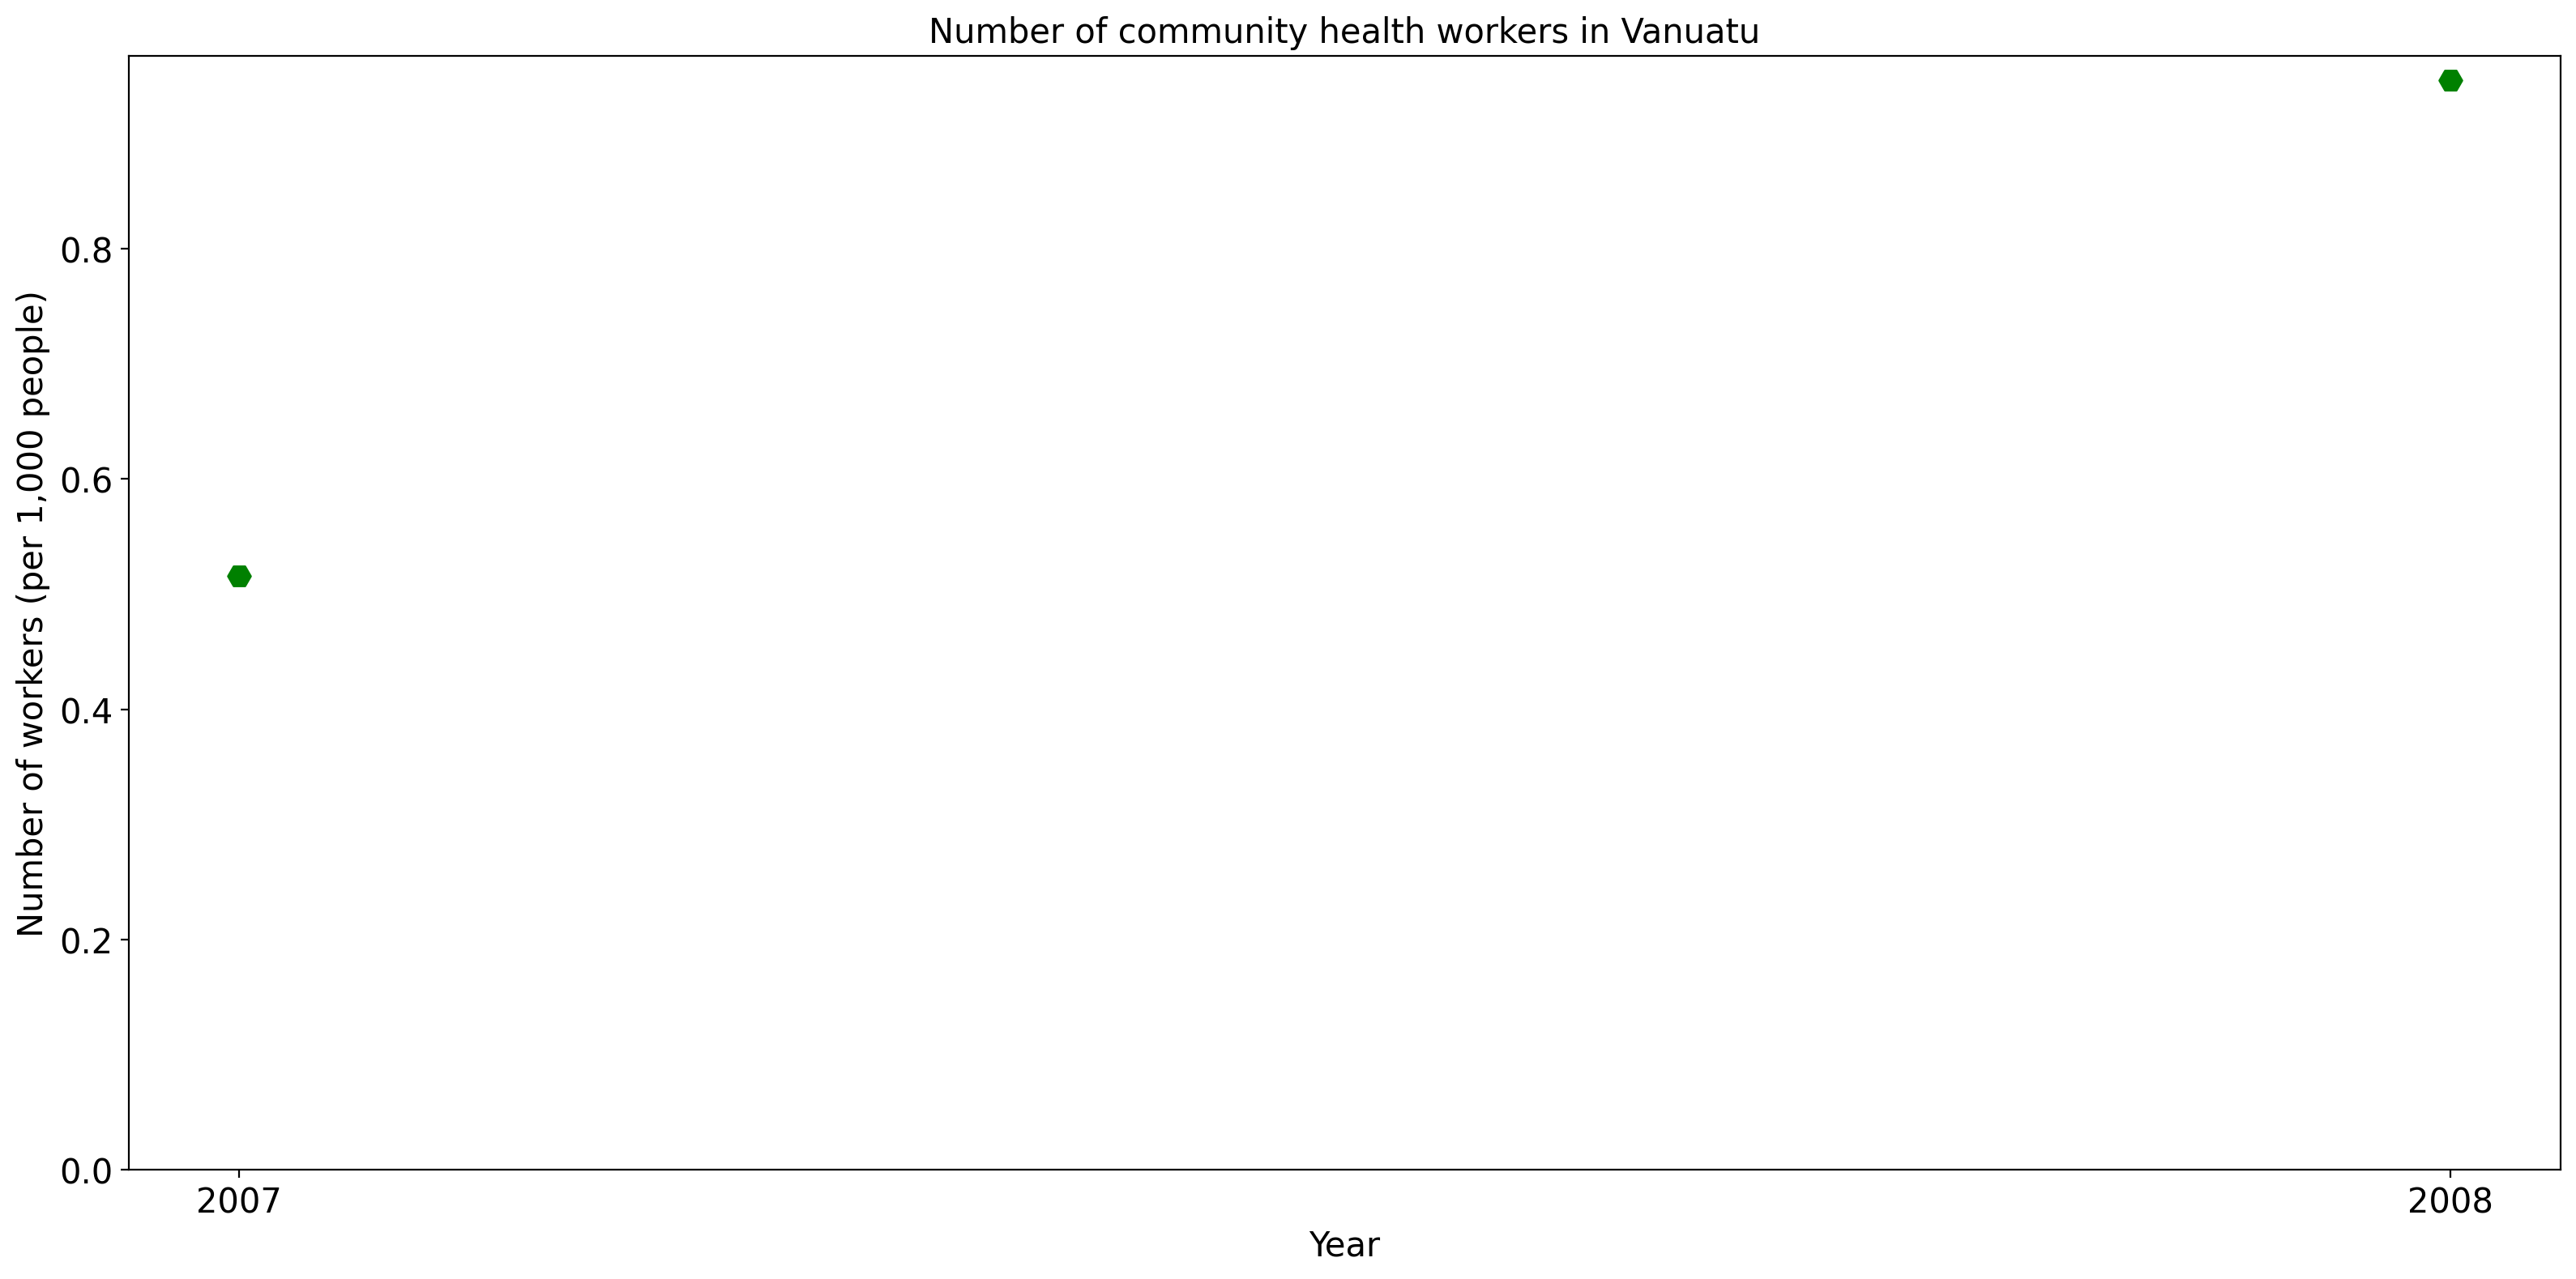 Number of community health workers in Vanuatu
Number of workers (per 1,000 people)
0.8
0.6
0.4
0.2
0.0
2007
2008
Year